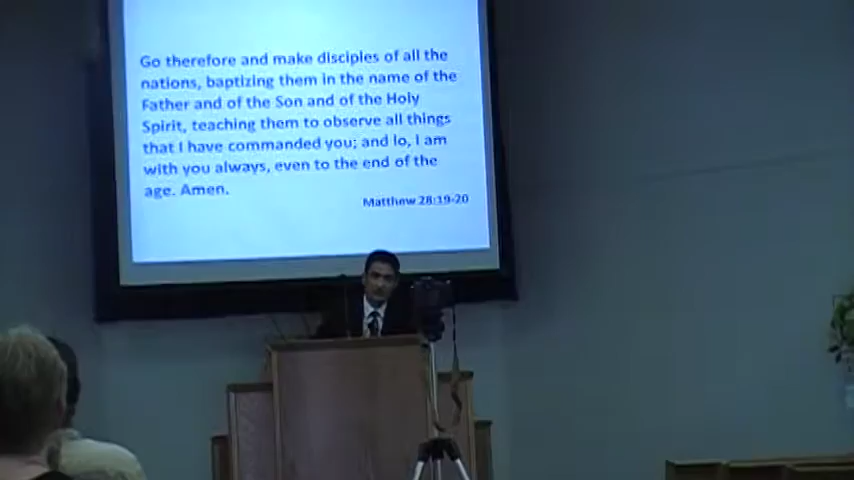 Go therefore and make disciples of all the
nations, baptizing them in the name of the
Father and of the Son and of the Holy
Spirit, teaching them to observe all things
that I have commanded you; and lo, I am
with you always, even to the end of the
age. Amen.
Matthew 28:19-20